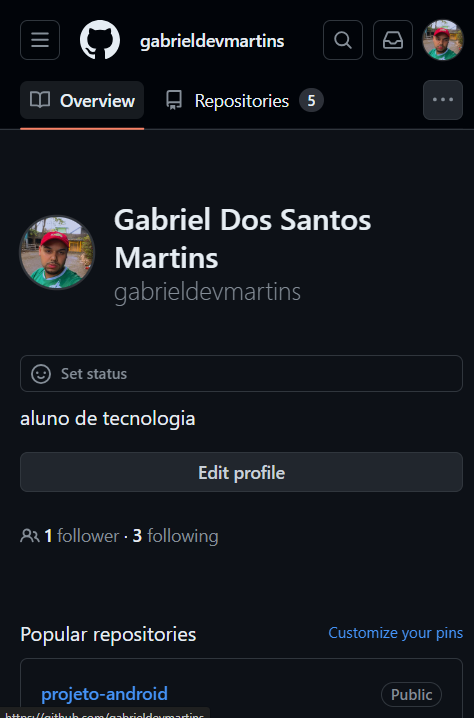 gabrieldevmartins
Overview
Repositories 5
Gabriel Dos Santos
Martins
gabrieldevmartins
Set status
aluno de tecnologia
Edit profile
1 follower · 3 following
Popular repositories
Customize your pins
projeto-android
Public
https://github.com/gabrieldevmartins